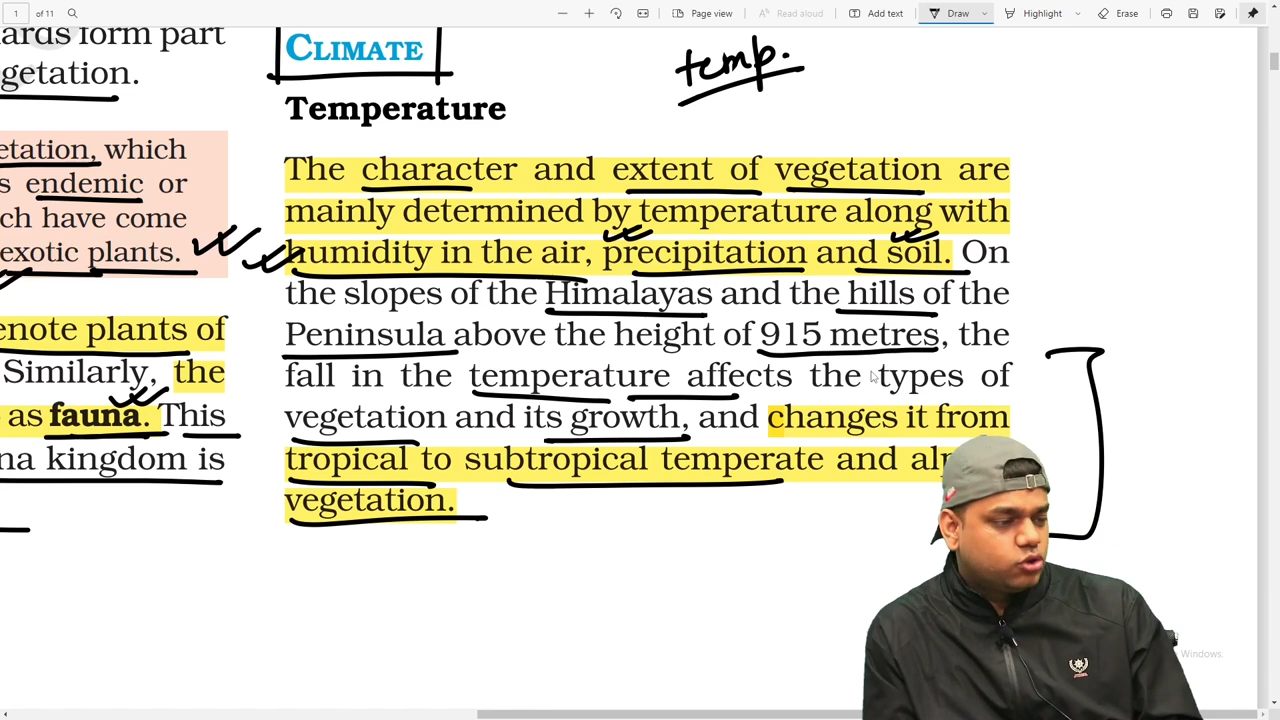 1 of 11
Page view
Read aloud
Add text
Draw
Highlight
Erase
ards form part
getation.
etation, which
s endemic or
ch have come
exotic plants.
enote plants of
Similarly, the
as fauna. This
na kingdom is
CLIMATE
temp.
Temperature
The character and extent of vegetation are
mainly determined by temperature along with
humidity in the air, precipitation and soil. On
the slopes of the Himalayas and the hills of the
Peninsula above the height of 915 metres, the
fall in the temperature affects the types of
vegetation and its growth, and changes it from
tropical to subtropical temperate and alp
vegetation.
Windows.